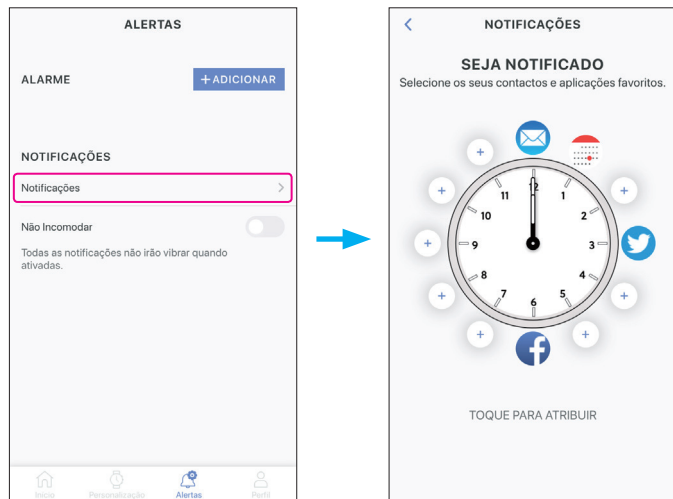 ALERTAS
ALARME
+ADICIONAR
NOTIFICAÇÕES
Notificações
Não Incomodar
Todas as notificações não irão vibrar quando
ativadas.
Início
Personalização
Alertas
Perfil
NOTIFICAÇÕES
SEJA NOTIFICADO
Selecione os seus contactos e aplicações favoritos.
12
1
2
3
4
5
6
7
8
9
10
11
TOQUE PARA ATRIBUIR